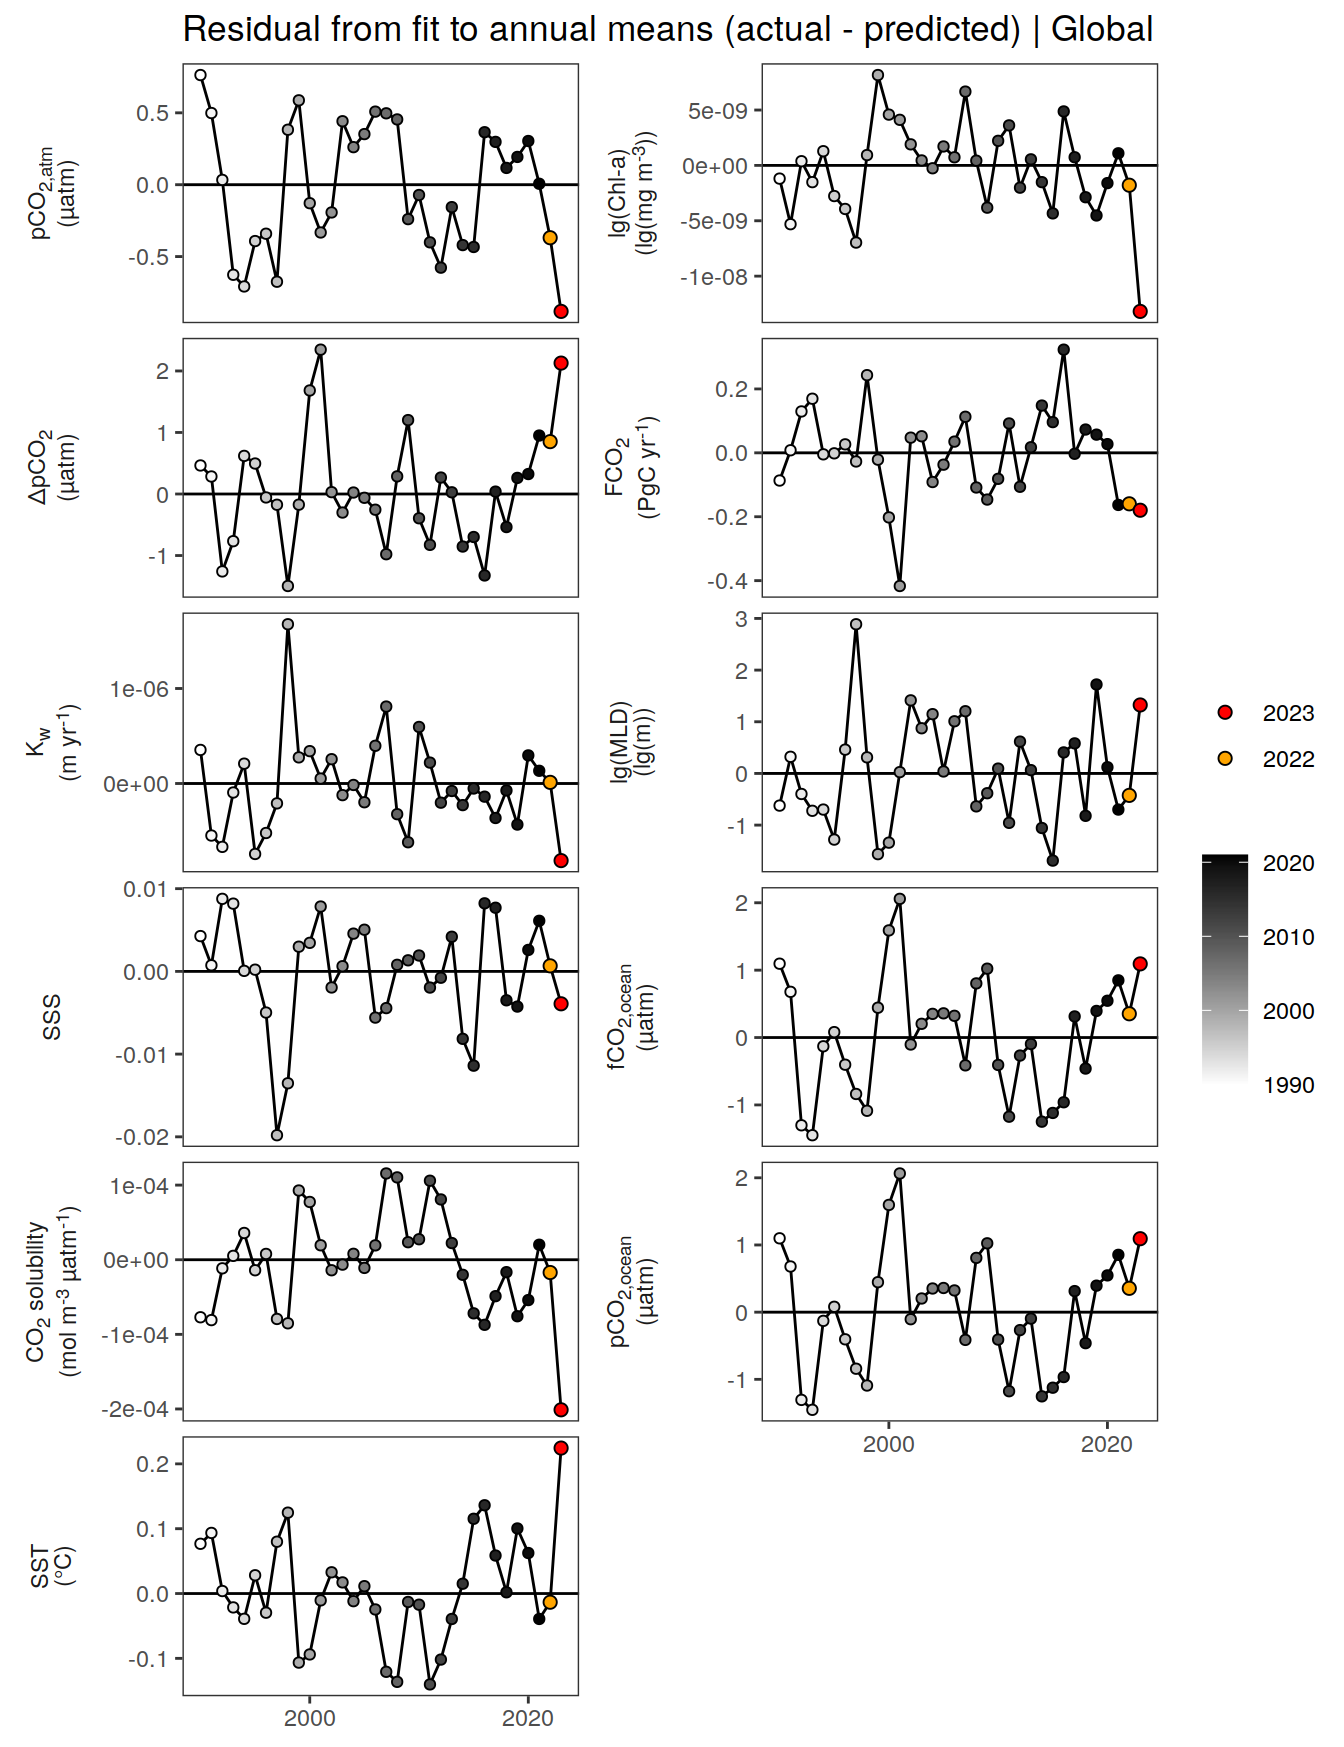 Residual from fit to annual means (actual - predicted) | Global
pCO2,atm
(µatm)
0.5
0.0
-0.5
lg(Chl-a)
(lg(mg m-3))
5e-09
0e+00
-5e-09
-1e-08
ΔpCO2
(µatm)
2
1
0
-1
FCO2
(PgC yr-1)
0.2
0.0
-0.2
-0.4
Kw
(m yr-1)
1e-06
0e+00
lg(MLD)
(lg(m))
3
2
1
0
-1
SSS
0.01
0.00
-0.01
-0.02
fCO2,ocean
(µatm)
2
1
0
-1
CO2 solubility
(mol m-3 µatm-1)
1e-04
0e+00
-1e-04
-2e-04
pCO2,ocean
(µatm)
2
1
0
-1
2000
2020
SST
(°C)
0.2
0.1
0.0
-0.1
2000
2020
2023
2022
2020
2010
2000
1990